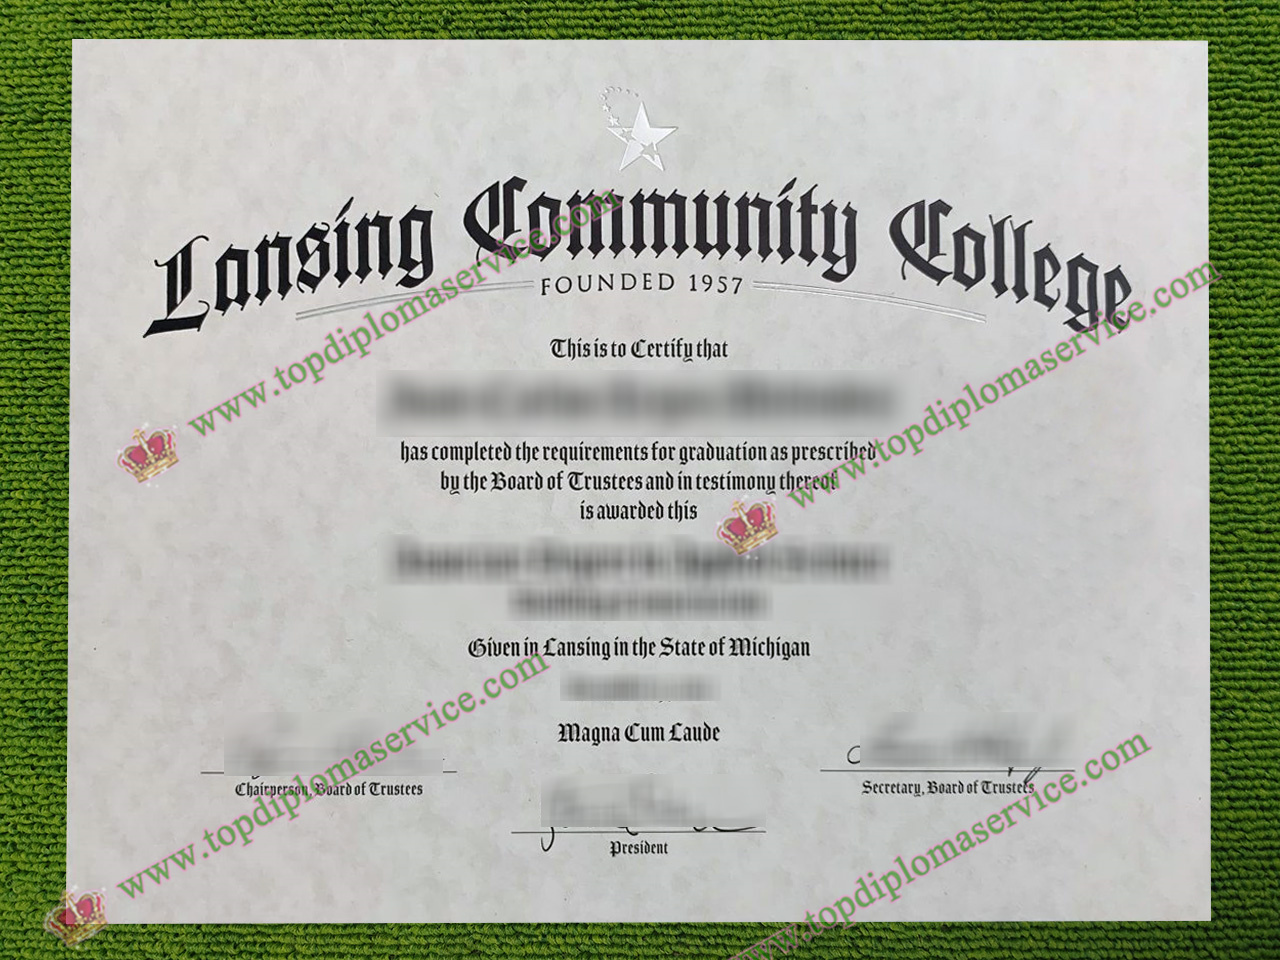 Lansing Community College
FOUNDED 1957
This is to Certify that
has completed the requirements for graduation as prescribed
by the Board of Trustees and in testimony thereof
is awarded this
Given in Lansing in the State of Michigan
Magna Cum Laude
Chairperson, Board of Trustees
Secretary, Board of Trustees
President
www.topdiplomaservice.com
www.topdiplomaservice.com
www.topdiplomaservice.com
www.topdiplomaservice.com